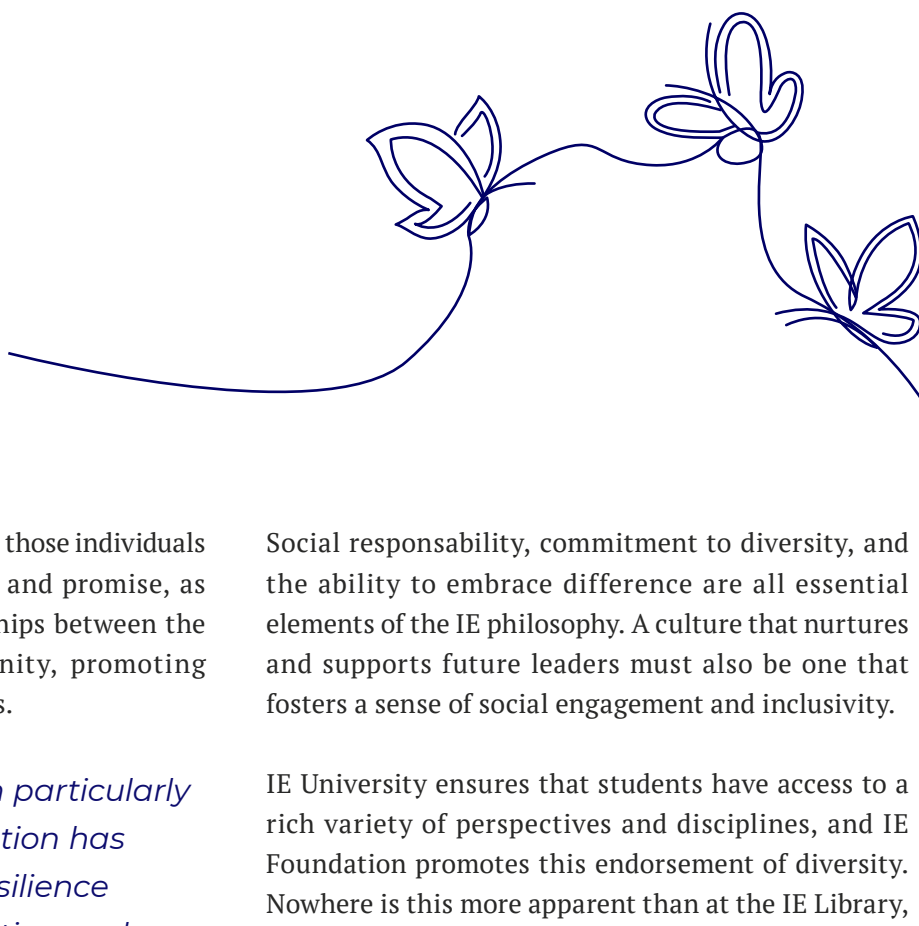 those individuals
and promise, as
between the
promoting
particularly
has
Social responsability, commitment to diversity, and
the ability to embrace difference are all essential
elements of the IE philosophy. A culture that nurtures
and supports future leaders must also be one that
fosters a sense of social engagement and inclusivity.
IE University ensures that students have access to a
rich variety of perspectives and disciplines, and IE
Foundation promotes this endorsement of diversity.
Nowhere is this more apparent than at the IE Library,